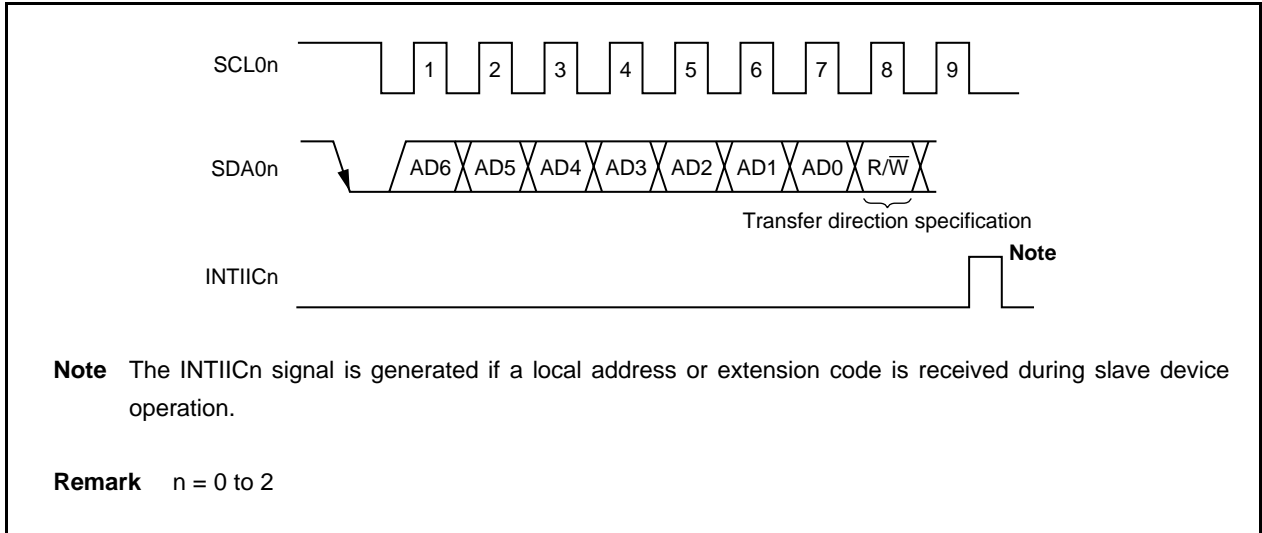 SCL0n 1 2 3 4 5 6 7 8 9
SDA0n AD6 AD5 AD4 AD3 AD2 AD1 AD0 R/W̅
Transfer direction specification
Note
INTIICn
Note The INTIICn signal is generated if a local address or extension code is received during slave device
operation.
Remark n = 0 to 2